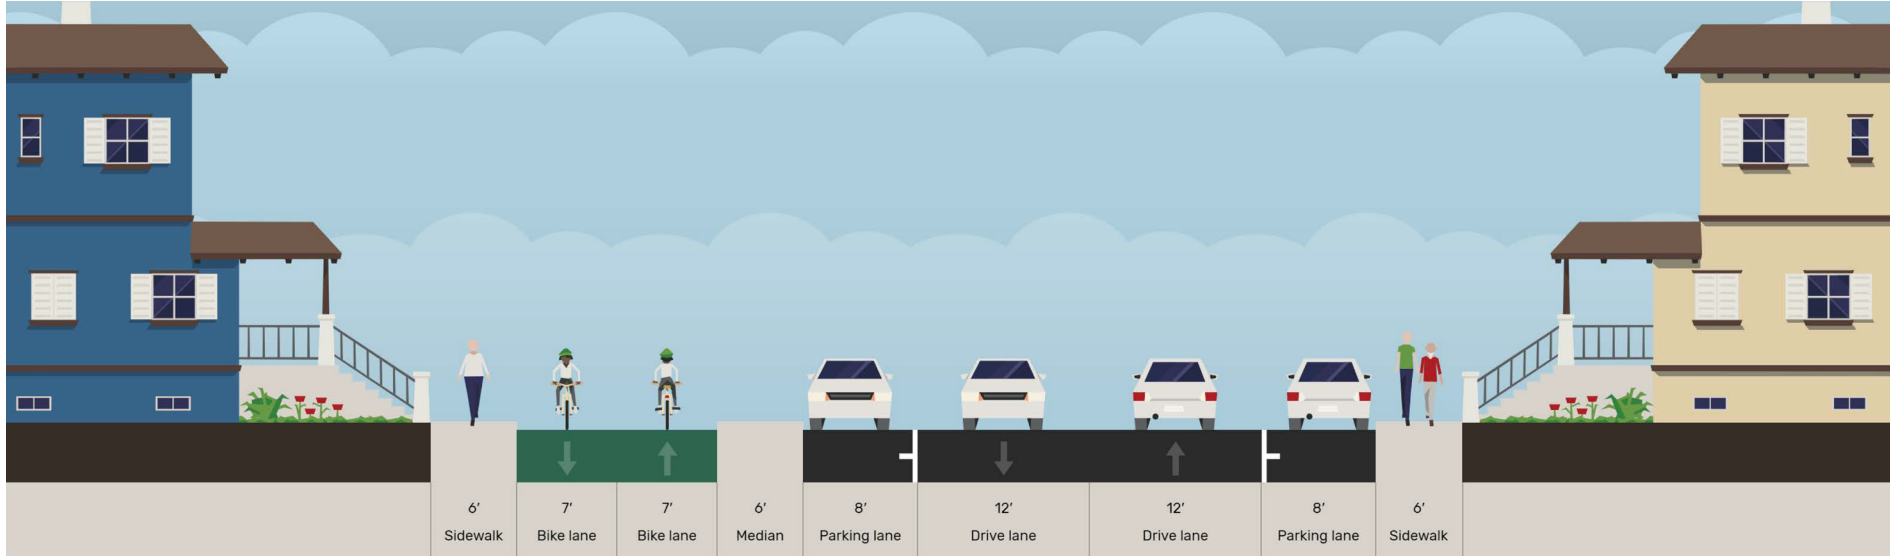 6′
Sidewalk
7′
Bike lane
7′
Bike lane
6′
Median
8′
Parking lane
12′
Drive lane
12′
Drive lane
8′
Parking lane
6′
Sidewalk